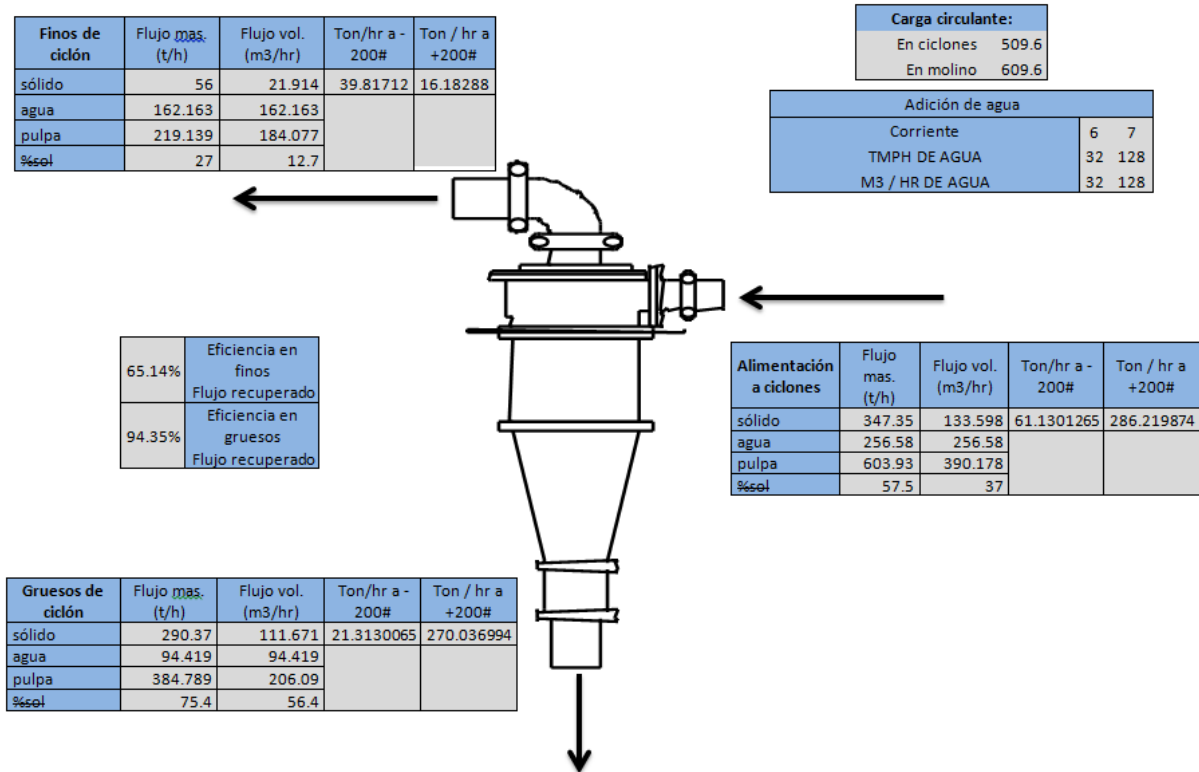 Finos de ciclón Flujo mas. (t/h) Flujo vol. (m3/hr) Ton/hr a -200# Ton / hr a +200#
sólido 56 21.914 39.81712 16.18288
agua 162.163 162.163
pulpa 219.139 184.077
%sol 27 12.7
Carga circulante:
En ciclones 509.6
En molino 609.6
Adición de agua
Corriente 6 7
TMPH DE AGUA 32 128
M3 / HR DE AGUA 32 128
65.14% Eficiencia en finos Flujo recuperado
94.35% Eficiencia en gruesos Flujo recuperado
Alimentación a ciclones Flujo mas. (t/h) Flujo vol. (m3/hr) Ton/hr a -200# Ton / hr a +200#
sólido 347.35 133.598 61.1301265 286.219874
agua 256.58 256.58
pulpa 603.93 390.178
%sol 57.5 37
Gruesos de ciclón Flujo mas. (t/h) Flujo vol. (m3/hr) Ton/hr a -200# Ton / hr a +200#
sólido 290.37 111.671 21.3130065 270.036994
agua 94.419 94.419
pulpa 384.789 206.09
%sol 75.4 56.4